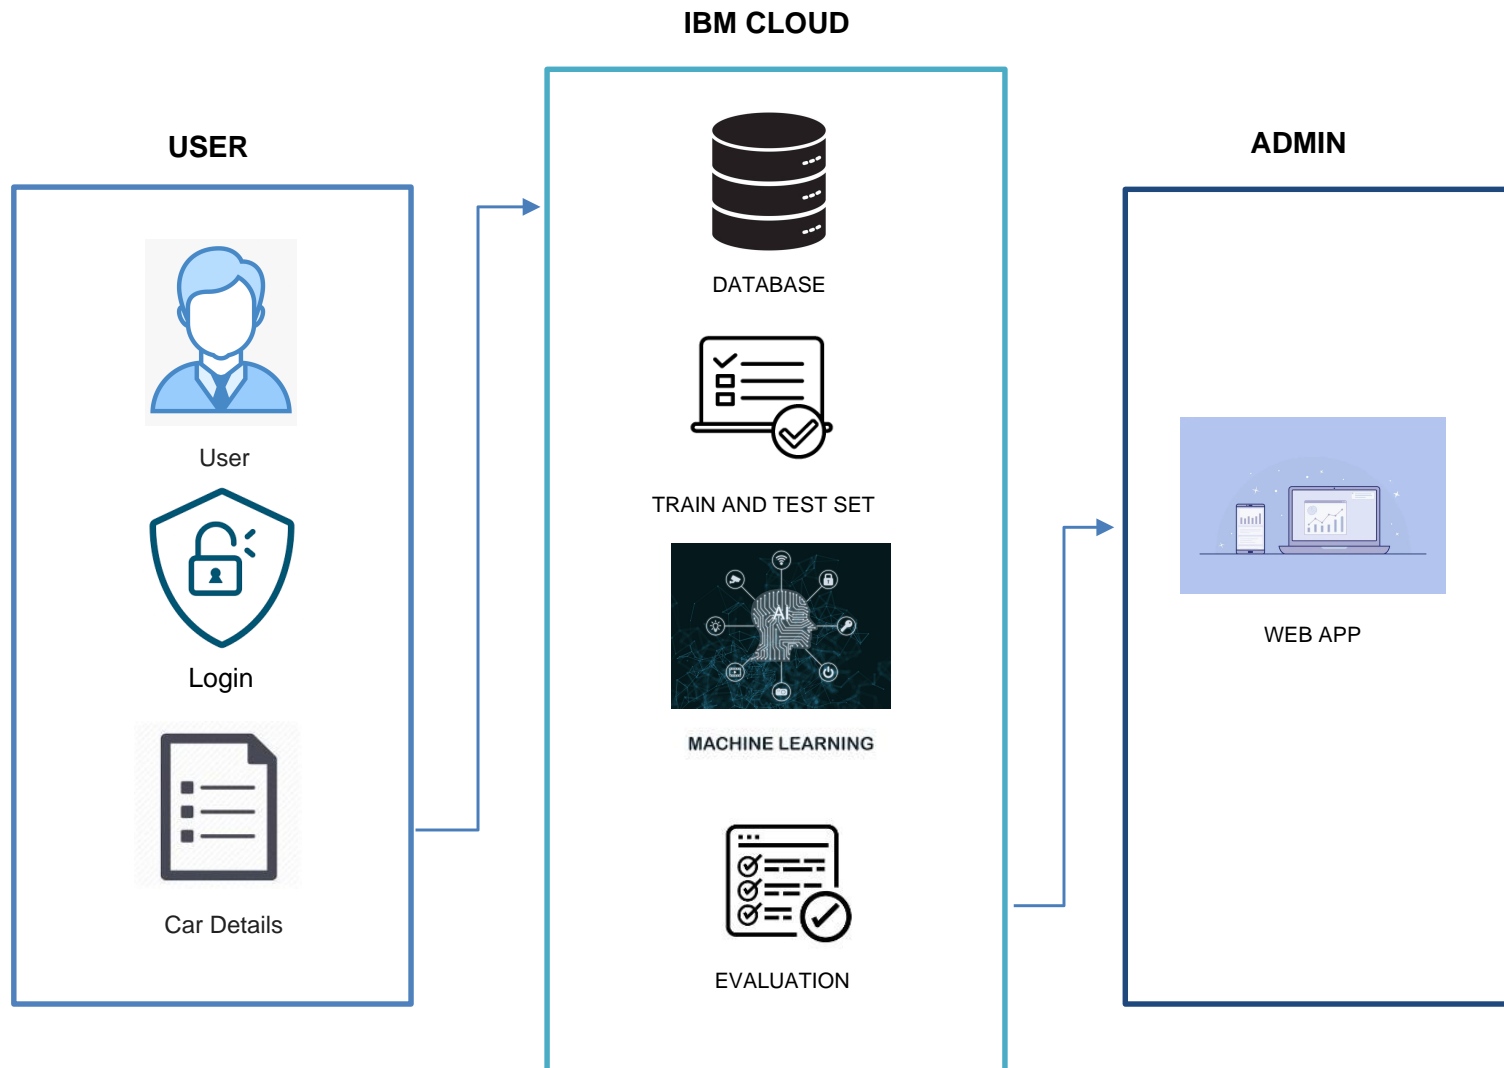 IBM CLOUD
USER
ADMIN
User
Login
Car Details
DATABASE
TRAIN AND TEST SET
AI
MACHINE LEARNING
EVALUATION
WEB APP